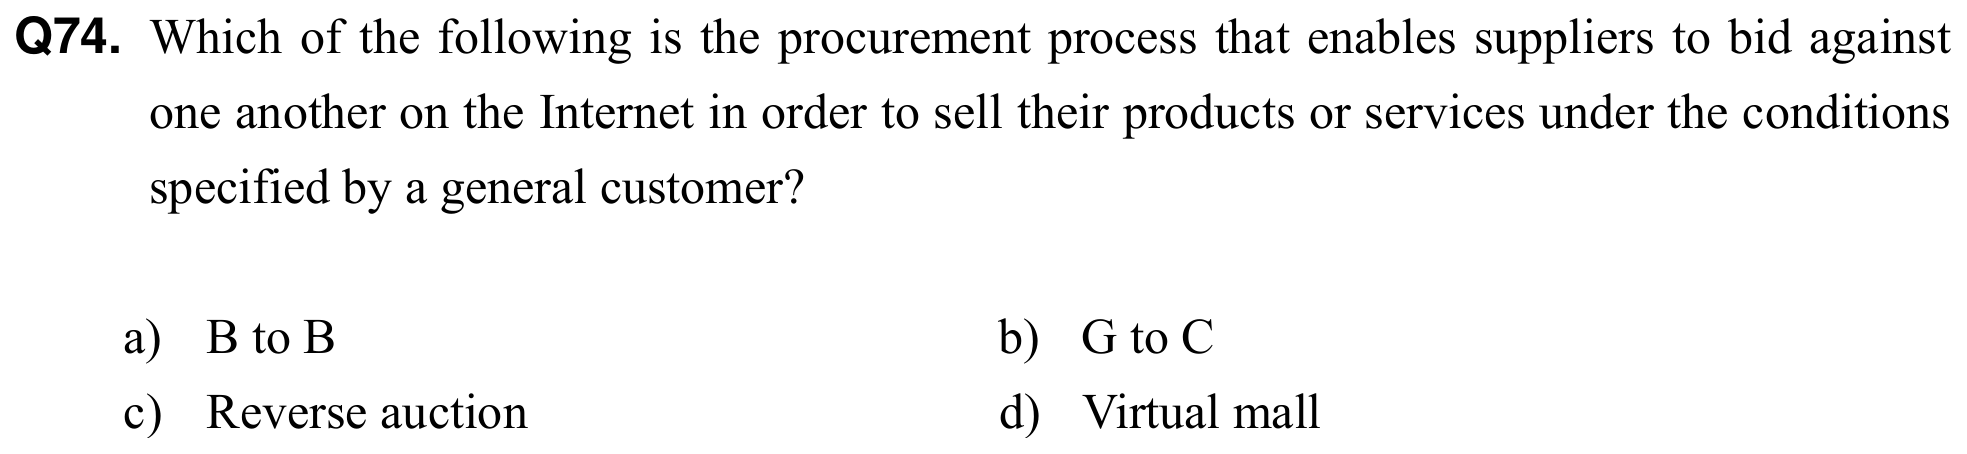 Q74. Which of the following is the procurement process that enables suppliers to bid against
one another on the Internet in order to sell their products or services under the conditions
specified by a general customer?
a) B to B b) G to C
c) Reverse auction d) Virtual mall